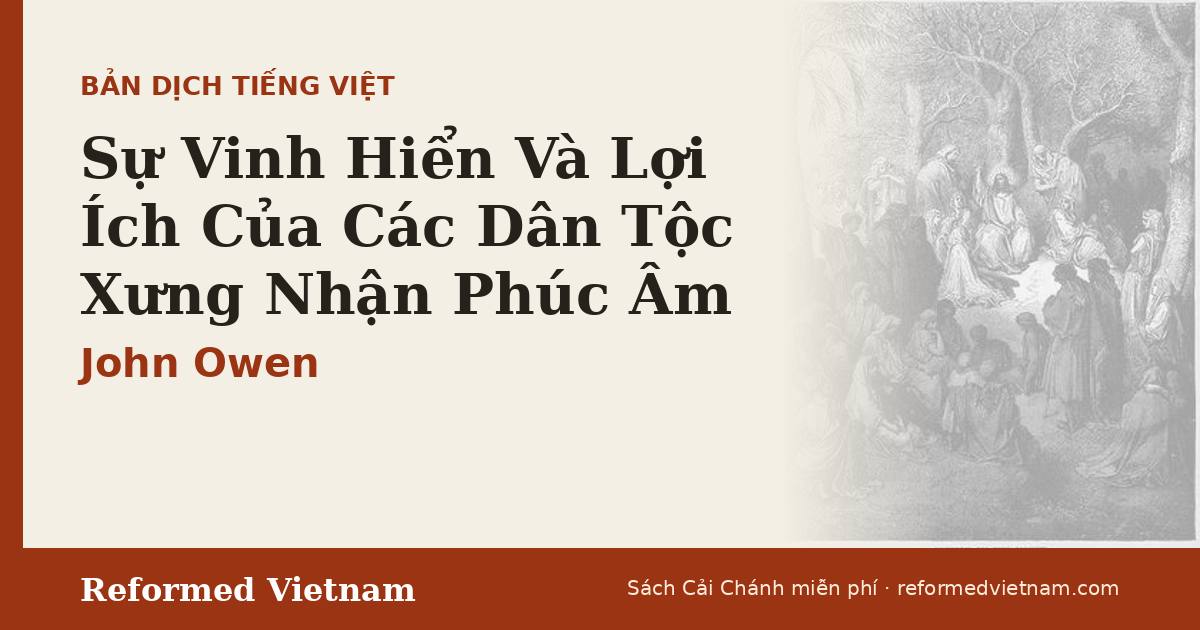 BẢN DỊCH TIẾNG VIỆT
Sự Vinh Hiển Và Lợi
Ích Của Các Dân Tộc
Xưng Nhận Phúc Âm
John Owen
Reformed Vietnam
Sách Cải Chánh miễn phí · reformedvietnam.com